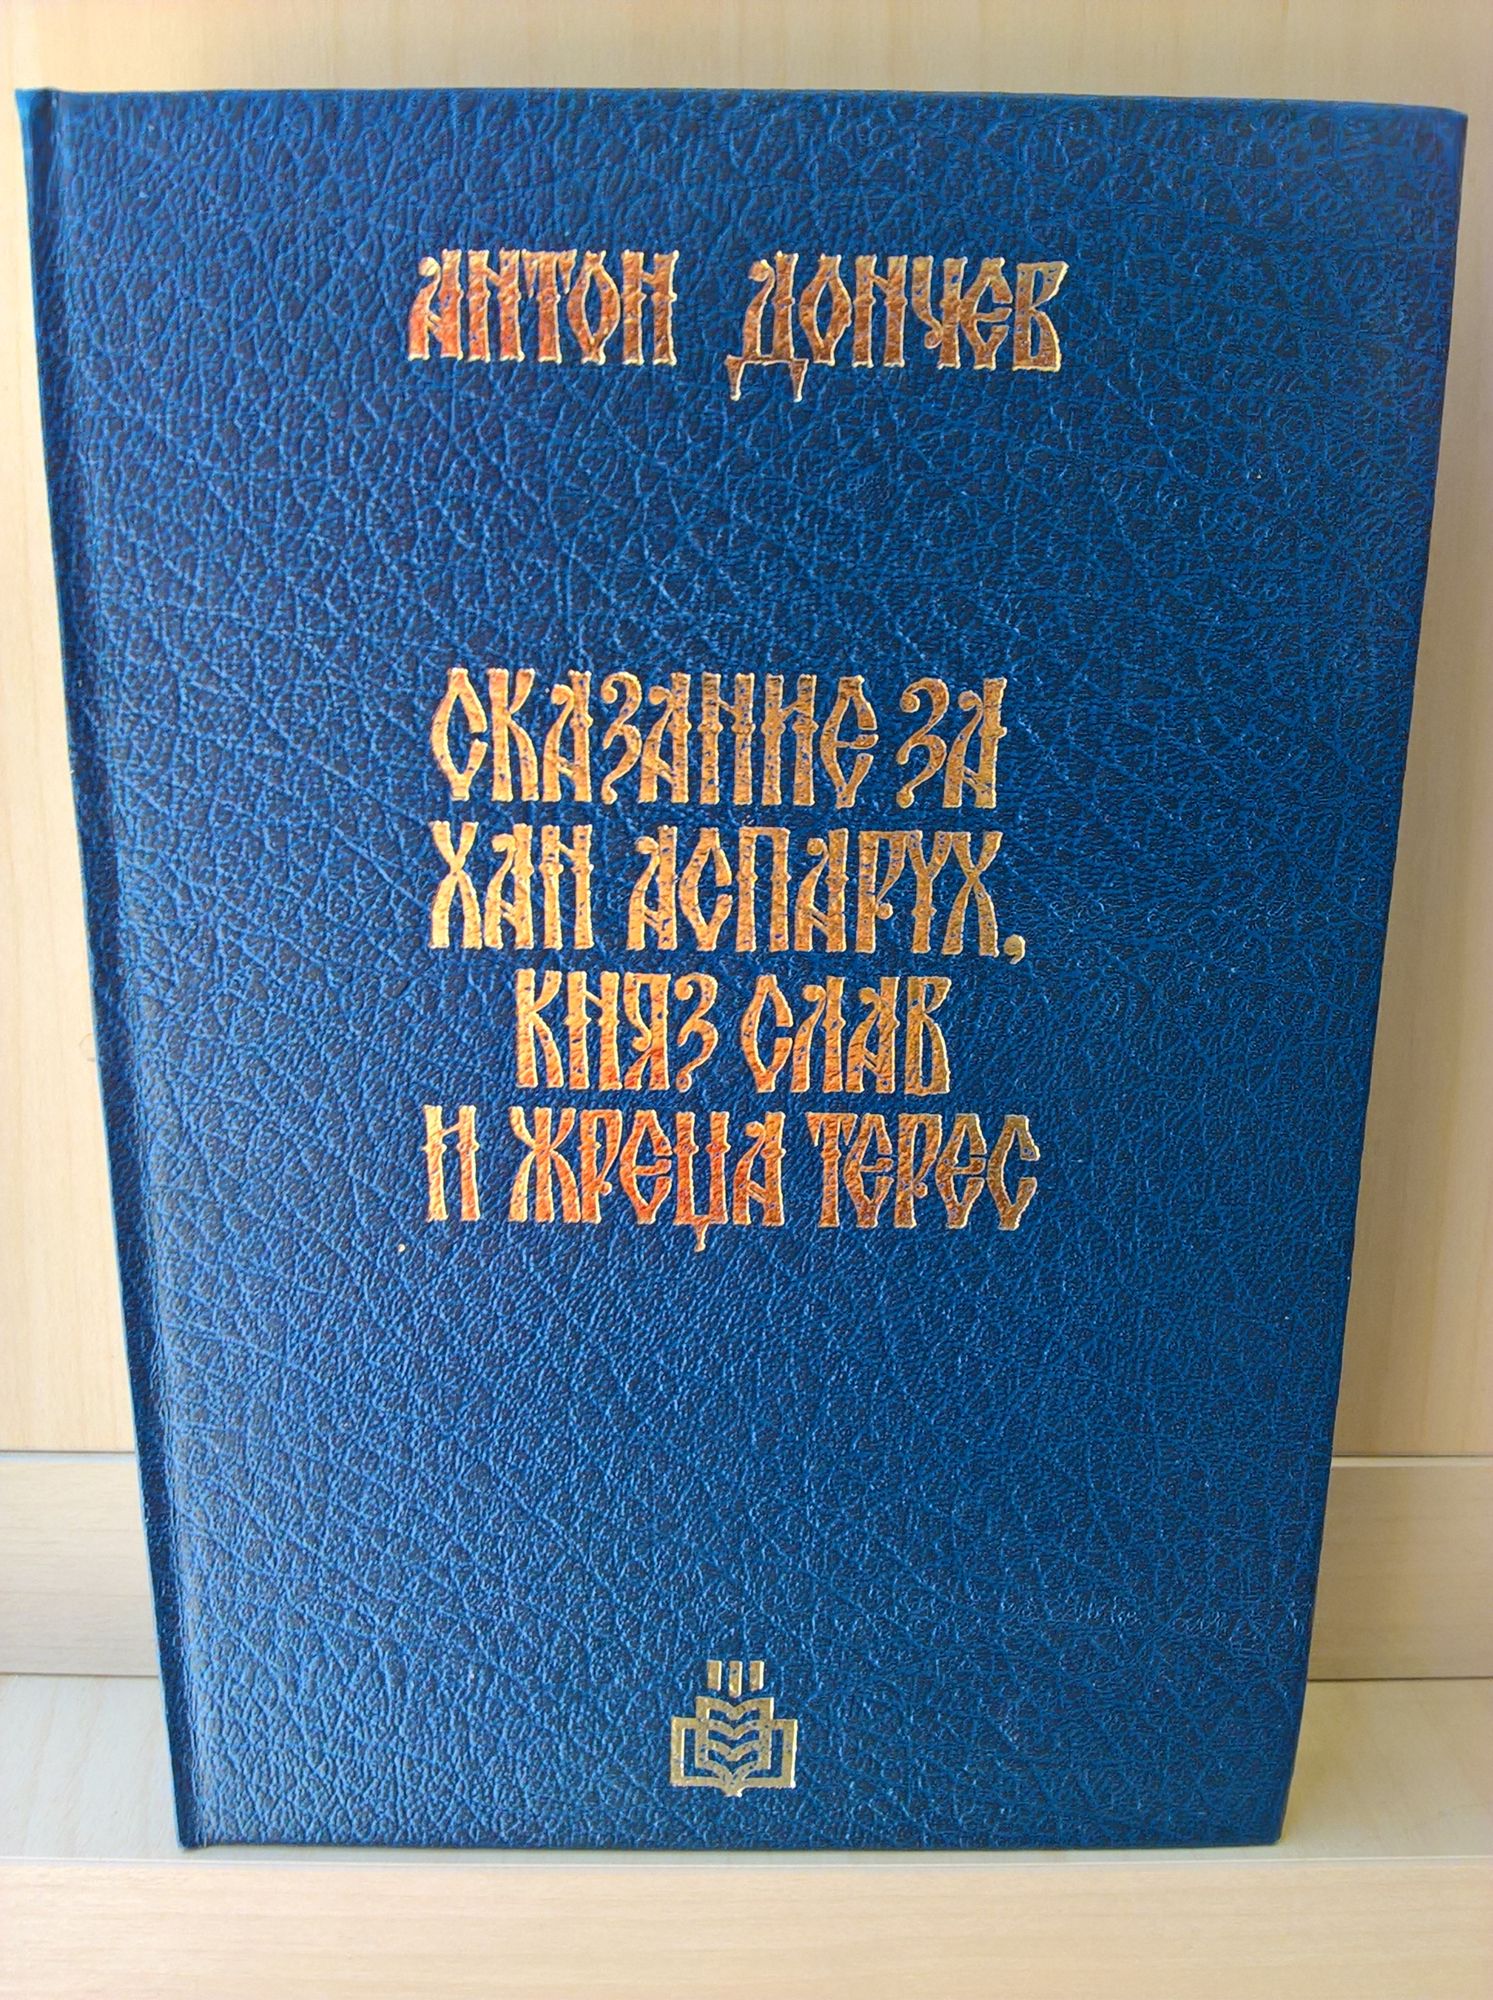 АНТОН ДОНЧЕВ
СКАЗАНИЕ ЗА
ХАН АСПАРУХ,
КНЯЗ СЛАВ
И ЖРЕЦА ТЕРЕС